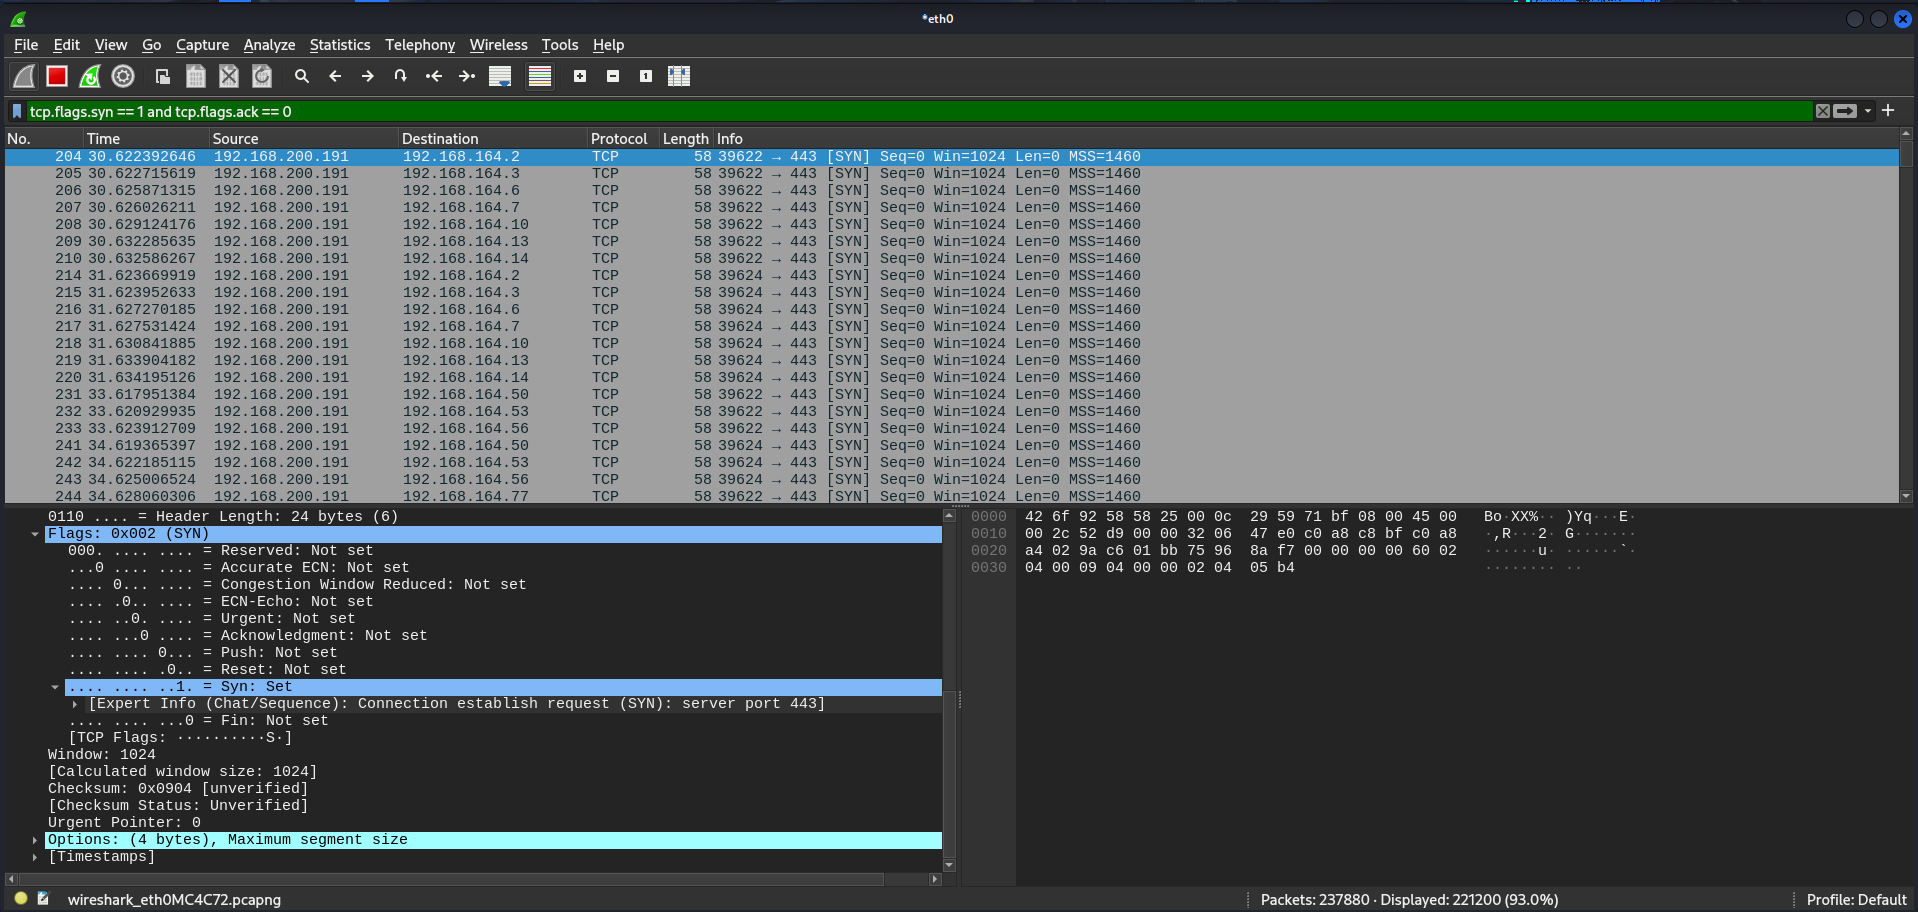 *eth0
File Edit View Go Capture Analyze Statistics Telephony Wireless Tools Help
tcp.flags.syn == 1 and tcp.flags.ack == 0
No. Time Source Destination Protocol Length Info
204 30.622392646 192.168.200.191 192.168.164.2 TCP 58 39622 → 443 [SYN] Seq=0 Win=1024 Len=0 MSS=1460
205 30.622715619 192.168.200.191 192.168.164.3 TCP 58 39622 → 443 [SYN] Seq=0 Win=1024 Len=0 MSS=1460
206 30.625871315 192.168.200.191 192.168.164.6 TCP 58 39622 → 443 [SYN] Seq=0 Win=1024 Len=0 MSS=1460
207 30.626026211 192.168.200.191 192.168.164.7 TCP 58 39622 → 443 [SYN] Seq=0 Win=1024 Len=0 MSS=1460
208 30.629124176 192.168.200.191 192.168.164.10 TCP 58 39622 → 443 [SYN] Seq=0 Win=1024 Len=0 MSS=1460
209 30.632285635 192.168.200.191 192.168.164.13 TCP 58 39622 → 443 [SYN] Seq=0 Win=1024 Len=0 MSS=1460
210 30.632586267 192.168.200.191 192.168.164.14 TCP 58 39622 → 443 [SYN] Seq=0 Win=1024 Len=0 MSS=1460
214 31.623669919 192.168.200.191 192.168.164.2 TCP 58 39624 → 443 [SYN] Seq=0 Win=1024 Len=0 MSS=1460
215 31.623952633 192.168.200.191 192.168.164.3 TCP 58 39624 → 443 [SYN] Seq=0 Win=1024 Len=0 MSS=1460
216 31.627270185 192.168.200.191 192.168.164.6 TCP 58 39624 → 443 [SYN] Seq=0 Win=1024 Len=0 MSS=1460
217 31.627531424 192.168.200.191 192.168.164.7 TCP 58 39624 → 443 [SYN] Seq=0 Win=1024 Len=0 MSS=1460
218 31.630841885 192.168.200.191 192.168.164.10 TCP 58 39624 → 443 [SYN] Seq=0 Win=1024 Len=0 MSS=1460
219 31.633904182 192.168.200.191 192.168.164.13 TCP 58 39624 → 443 [SYN] Seq=0 Win=1024 Len=0 MSS=1460
220 31.634195126 192.168.200.191 192.168.164.14 TCP 58 39624 → 443 [SYN] Seq=0 Win=1024 Len=0 MSS=1460
231 33.617951384 192.168.200.191 192.168.164.50 TCP 58 39622 → 443 [SYN] Seq=0 Win=1024 Len=0 MSS=1460
232 33.620929935 192.168.200.191 192.168.164.53 TCP 58 39622 → 443 [SYN] Seq=0 Win=1024 Len=0 MSS=1460
233 33.623912709 192.168.200.191 192.168.164.56 TCP 58 39622 → 443 [SYN] Seq=0 Win=1024 Len=0 MSS=1460
241 34.619365397 192.168.200.191 192.168.164.50 TCP 58 39624 → 443 [SYN] Seq=0 Win=1024 Len=0 MSS=1460
242 34.622185115 192.168.200.191 192.168.164.53 TCP 58 39624 → 443 [SYN] Seq=0 Win=1024 Len=0 MSS=1460
243 34.625006524 192.168.200.191 192.168.164.56 TCP 58 39624 → 443 [SYN] Seq=0 Win=1024 Len=0 MSS=1460
244 34.628060306 192.168.200.191 192.168.164.77 TCP 58 39622 → 443 [SYN] Seq=0 Win=1024 Len=0 MSS=1460
0110 .... = Header Length: 24 bytes (6)
Flags: 0x002 (SYN)
000. .... .... = Reserved: Not set
...0 .... .... = Accurate ECN: Not set
.... 0... .... = Congestion Window Reduced: Not set
.... .0.. .... = ECN-Echo: Not set
.... ..0. .... = Urgent: Not set
.... ...0 .... = Acknowledgment: Not set
.... .... 0... = Push: Not set
.... .... .0.. = Reset: Not set
.... .... ..1. = Syn: Set
[Expert Info (Chat/Sequence): Connection establish request (SYN): server port 443]
.... .... ...0 = Fin: Not set
[TCP Flags: ··········S·]
Window: 1024
[Calculated window size: 1024]
Checksum: 0x0904 [unverified]
[Checksum Status: Unverified]
Urgent Pointer: 0
Options: (4 bytes), Maximum segment size
[Timestamps]
0000 42 6f 92 58 58 25 00 0c 29 59 71 bf 08 00 45 00 Bo·XX%·· )Yq···E·
0010 00 2c 52 d9 00 00 32 06 47 e0 c0 a8 c8 bf c0 a8 ·,R···2· G·······
0020 a4 02 9a c6 01 bb 75 96 8a f7 00 00 00 00 60 02 ······u· ······`·
0030 04 00 09 04 00 00 02 04 05 b4 ········ ··
wireshark_eth0MC4C72.pcapng
Packets: 237880 · Displayed: 221200 (93.0%)
Profile: Default